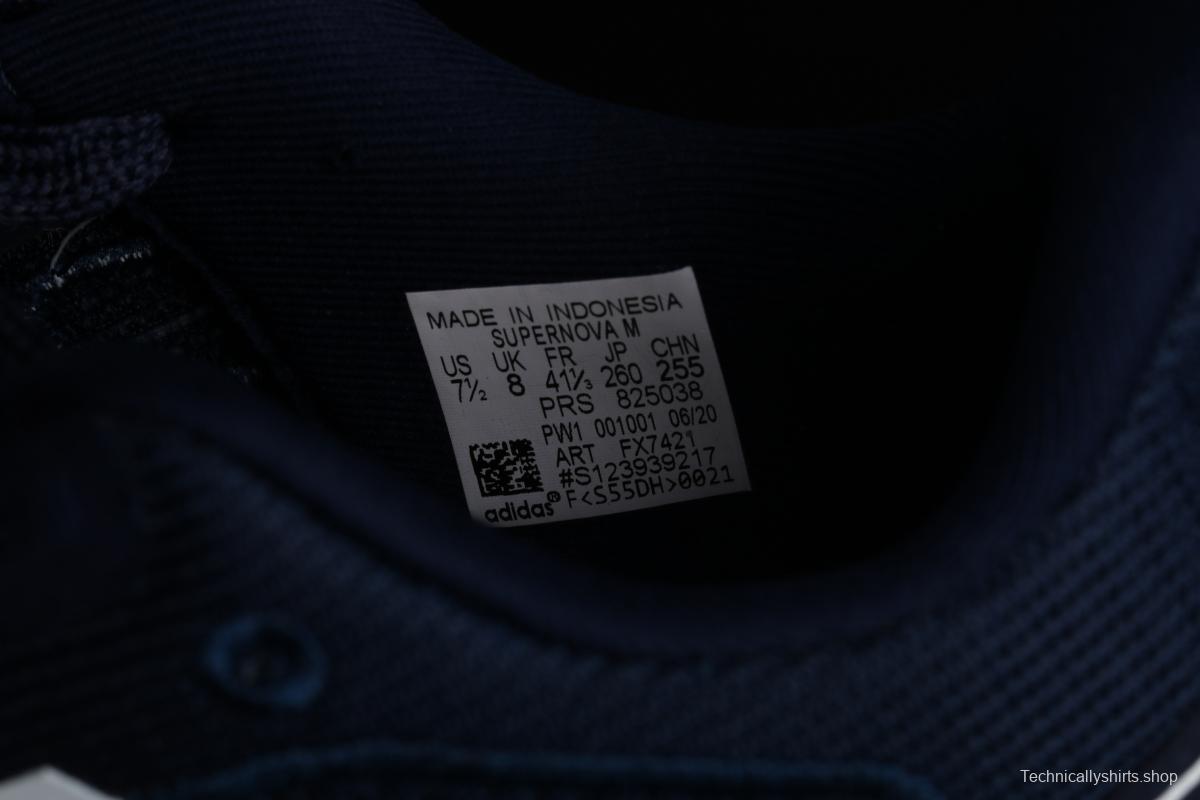 MADE IN INDONESIA
SUPERNOVA M
US UK FR JP CHN
7½ 8 41⅓ 260 255
PRS 825038
PW1 001001 06/20
ART FX7421
#S123939217
adidas® F<S55DH>0021
Technicallyshirts.shop